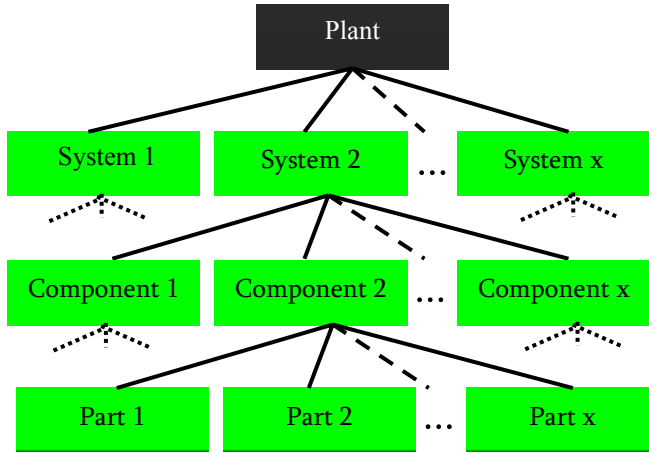 Plant
System 1
System 2
...
System x
Component 1
Component 2
...
Component x
Part 1
Part 2
...
Part x